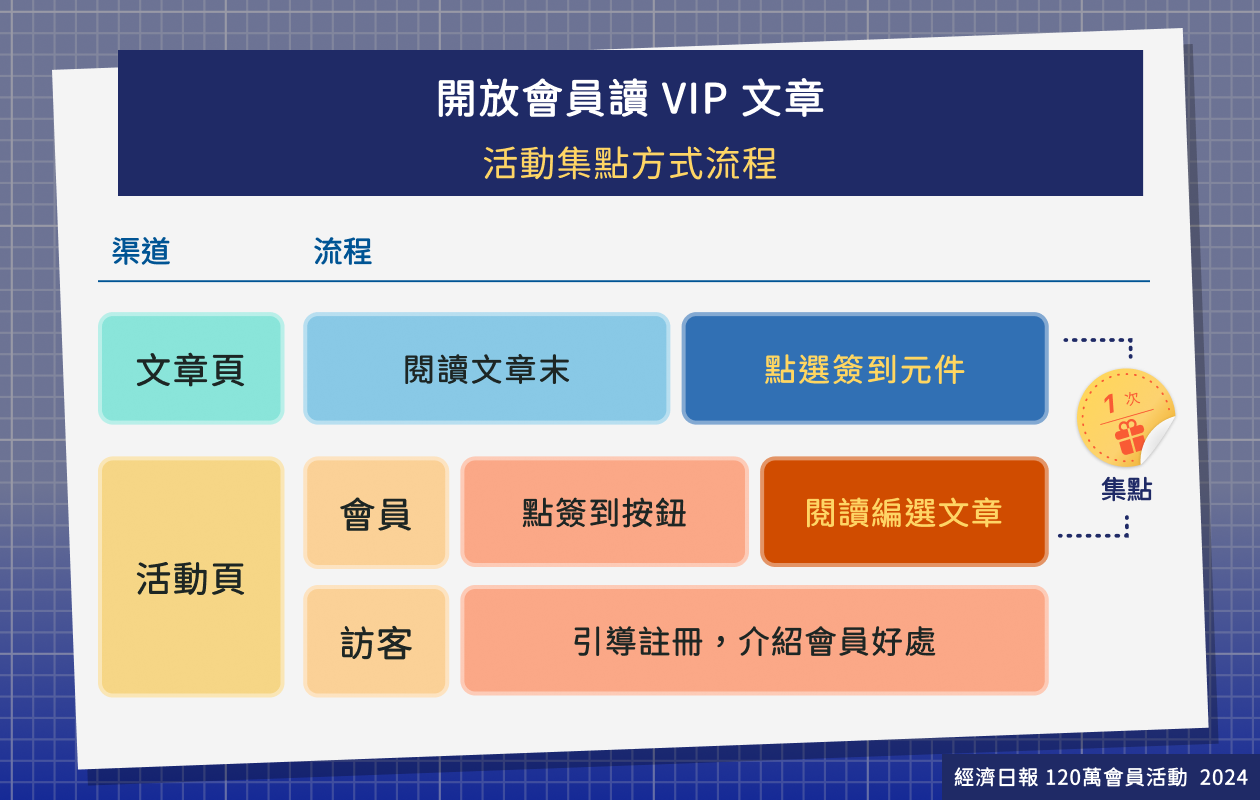 開放會員讀 VIP 文章
活動集點方式流程
渠道
流程
文章頁
閱讀文章末
點選簽到元件
1 次
集點
活動頁
會員
點簽到按鈕
閱讀編選文章
訪客
引導註冊，介紹會員好處
經濟日報 120萬會員活動 2024